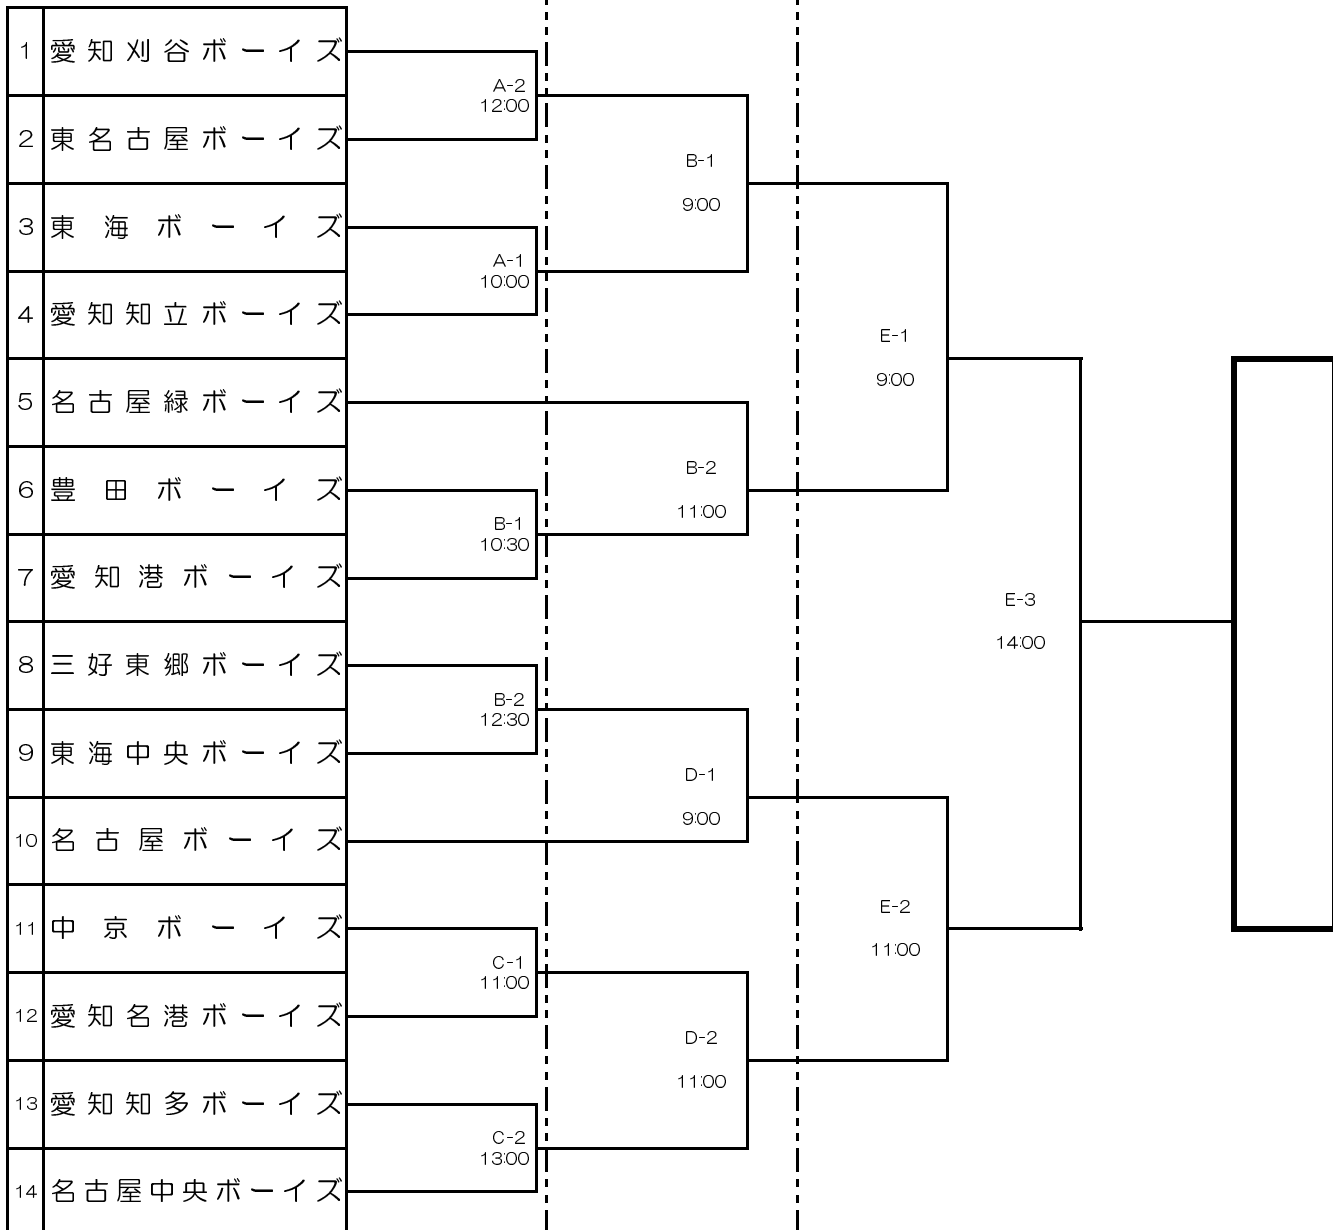 1 愛知刈谷ボーイズ
2 東名古屋ボーイズ
3 東海ボーイズ
4 愛知知立ボーイズ
5 名古屋緑ボーイズ
6 豊田ボーイズ
7 愛知港ボーイズ
8 三好東郷ボーイズ
9 東海中央ボーイズ
10 名古屋ボーイズ
11 中京ボーイズ
12 愛知名港ボーイズ
13 愛知知多ボーイズ
14 名古屋中央ボーイズ
A-2
12:00
A-1
10:00
B-1
10:30
B-2
12:30
C-1
11:00
C-2
13:00
B-1
9:00
B-2
11:00
D-1
9:00
D-2
11:00
E-1
9:00
E-2
11:00
E-3
14:00